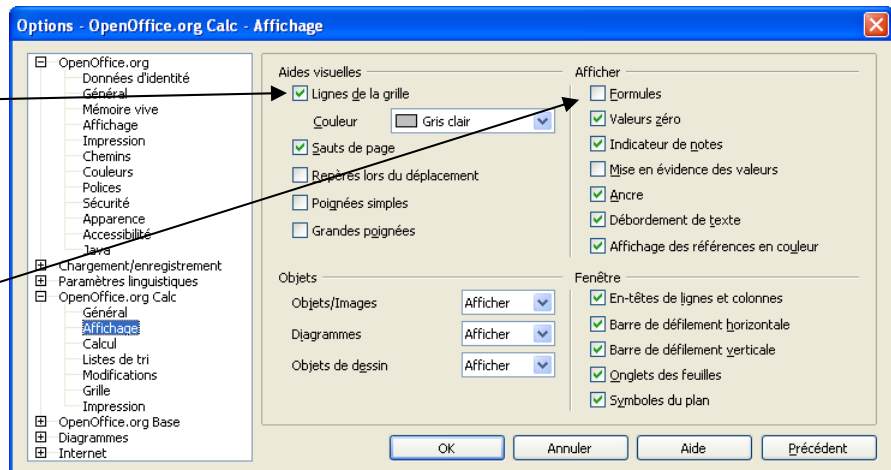 Options - OpenOffice.org Calc - Affichage
OpenOffice.org
Données d'identité
Général
Mémoire vive
Affichage
Impression
Chemins
Couleurs
Polices
Sécurité
Apparence
Accessibilité
Java
Chargement/enregistrement
Paramètres linguistiques
OpenOffice.org Calc
Général
Affichage
Calcul
Listes de tri
Modifications
Grille
Impression
OpenOffice.org Base
Diagrammes
Internet
Aides visuelles
Lignes de la grille
Couleur Gris clair
Sauts de page
Repères lors du déplacement
Poignées simples
Grandes poignées
Afficher
Formules
Valeurs zéro
Indicateur de notes
Mise en évidence des valeurs
Ancre
Débordement de texte
Affichage des références en couleur
Objets
Objets/Images Afficher
Diagrammes Afficher
Objets de dessin Afficher
Fenêtre
En-têtes de lignes et colonnes
Barre de défilement horizontale
Barre de défilement verticale
Onglets des feuilles
Symboles du plan
OK Annuler Aide Précédent